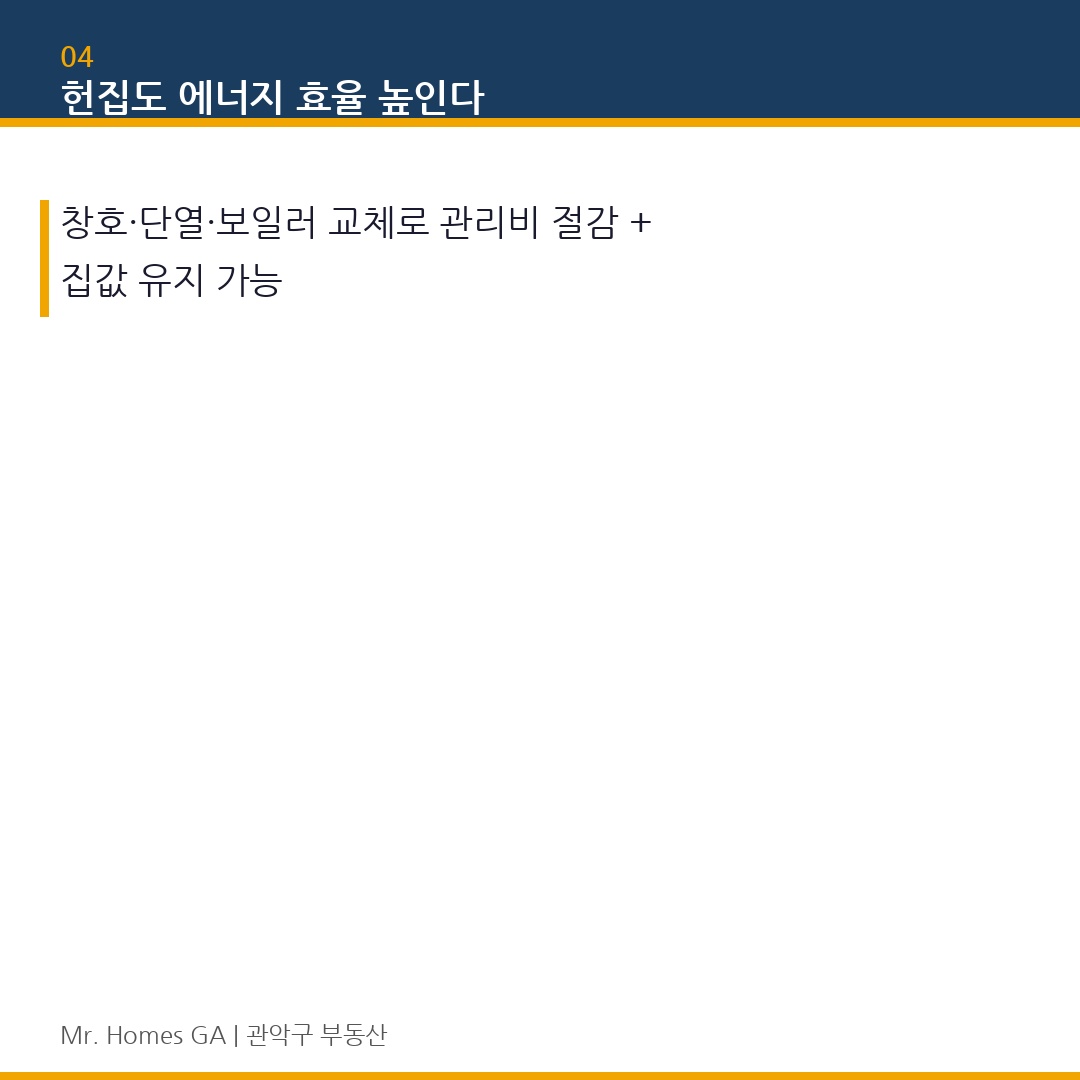 04
헌집도 에너지 효율 높인다
창호·단열·보일러 교체로 관리비 절감 +
집값 유지 가능
Mr. Homes GA | 관악구 부동산